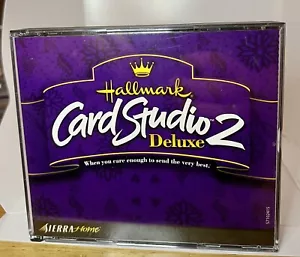 Hallmark
Card Studio 2
Deluxe
When you care enough to send the very best.
SIERRA Home